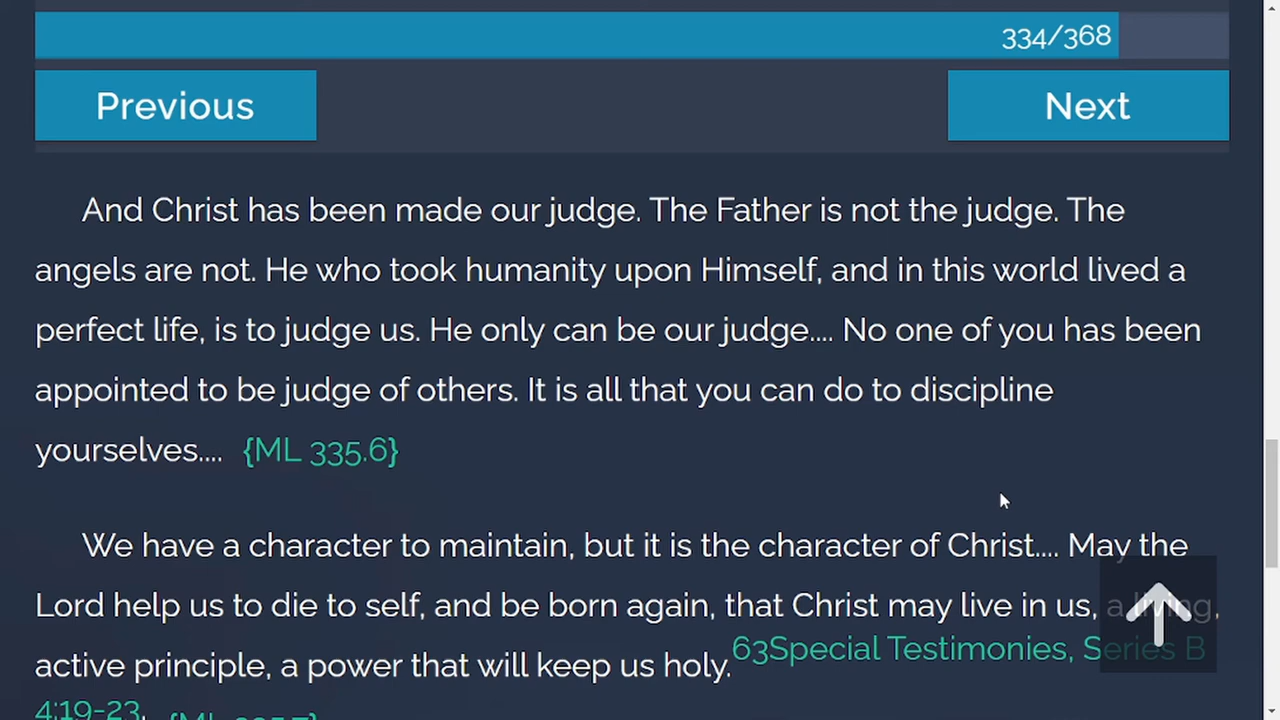 334/368
Previous
Next
And Christ has been made our judge. The Father is not the judge. The
angels are not. He who took humanity upon Himself, and in this world lived a
perfect life, is to judge us. He only can be our judge.... No one of you has been
appointed to be judge of others. It is all that you can do to discipline
yourselves.... {ML 335.6}
We have a character to maintain, but it is the character of Christ.... May the
Lord help us to die to self, and be born again, that Christ may live in us, a living,
active principle, a power that will keep us holy. 63Special Testimonies, Series B
4:19-23.